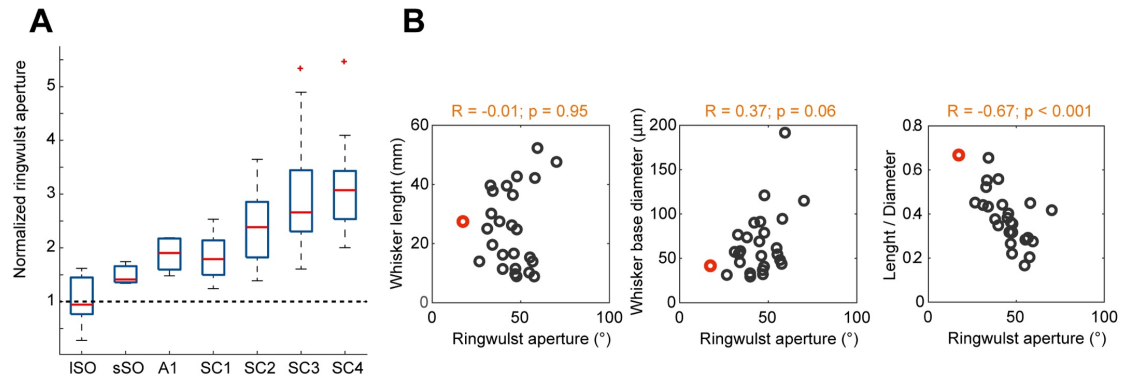 A
B
Normalized ringwulst aperture
5
4
3
2
1
ISO
sSO
A1
SC1
SC2
SC3
SC4
R = -0.01; p = 0.95
Whisker lenght (mm)
60
40
20
0
0
50
100
Ringwulst aperture (°)
R = 0.37; p = 0.06
Whisker base diameter (µm)
200
150
100
50
0
0
50
100
Ringwulst aperture (°)
R = -0.67; p < 0.001
Lenght / Diameter
0.8
0.6
0.4
0.2
0
0
50
100
Ringwulst aperture (°)